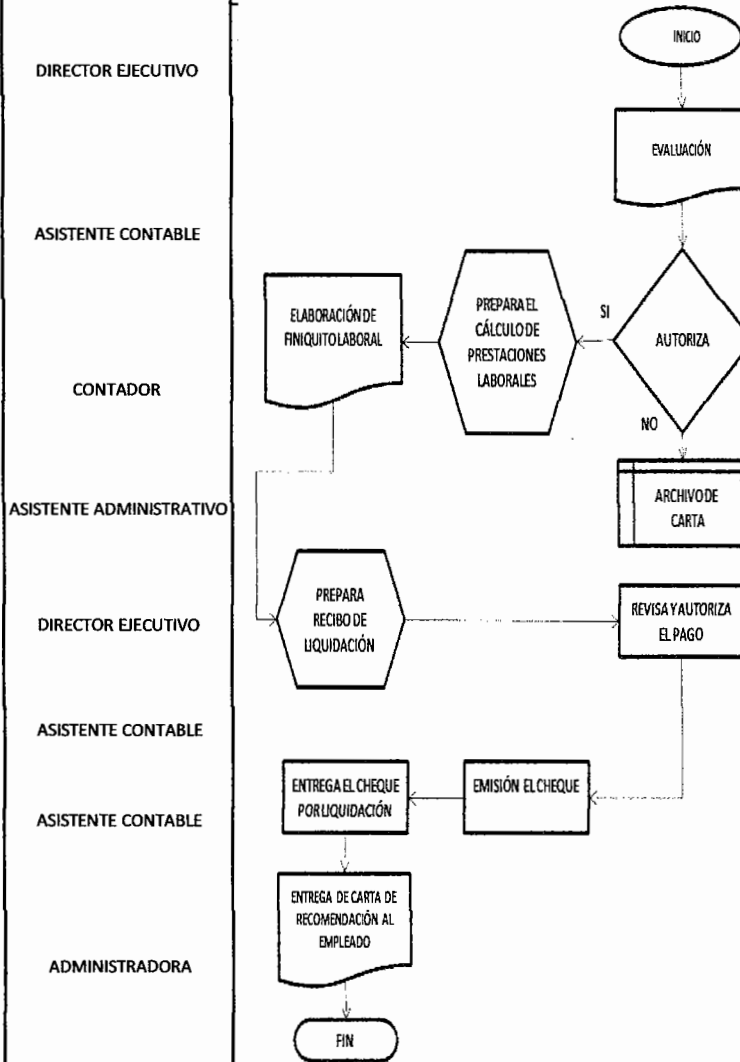 DIRECTOR EJECUTIVO
ASISTENTE CONTABLE
CONTADOR
ASISTENTE ADMINISTRATIVO
DIRECTOR EJECUTIVO
ASISTENTE CONTABLE
ASISTENTE CONTABLE
ADMINISTRADORA
INICIO
EVALUACIÓN
AUTORIZA
SI
NO
PREPARA EL
CÁLCULO DE
PRESTACIONES
LABORALES
ELABORACIÓN DE
FINIQUITO LABORAL
ARCHIVO DE
CARTA
PREPARA
RECIBO DE
LIQUIDACIÓN
REVISA Y AUTORIZA
EL PAGO
EMISIÓN EL CHEQUE
ENTREGA EL CHEQUE
POR LIQUIDACIÓN
ENTREGA DE CARTA DE
RECOMENDACIÓN AL
EMPLEADO
FIN